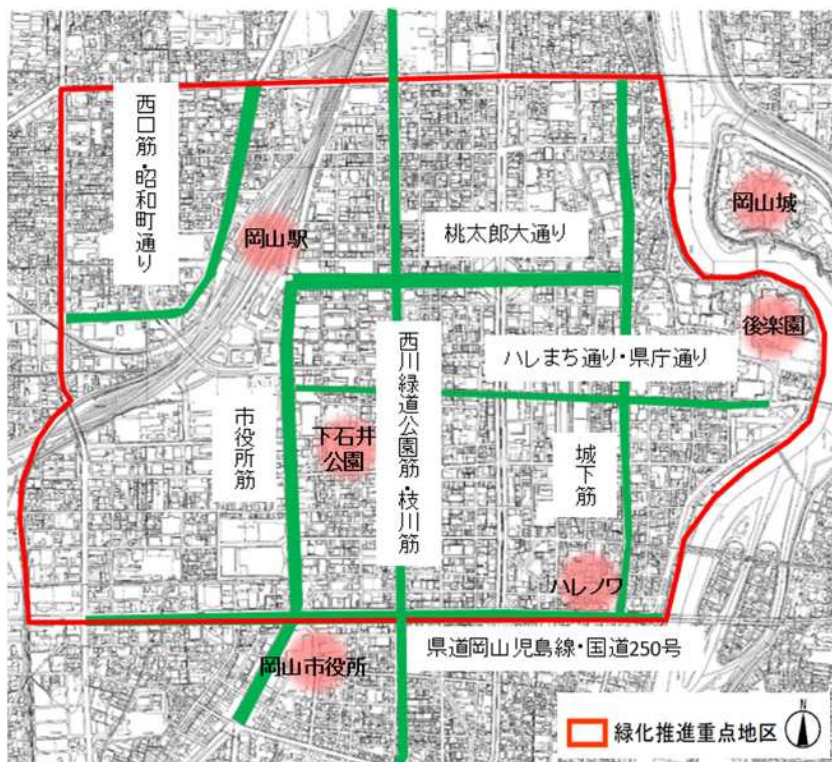 西口筋・昭和町通り
岡山駅
桃太郎大通り
岡山城
後楽園
西川緑道公園筋・枝川筋
ハレまち通り・県庁通り
市役所筋
下石井
公園
城下筋
ハレノワ
岡山市役所
県道岡山児島線・国道250号
緑化推進重点地区
N